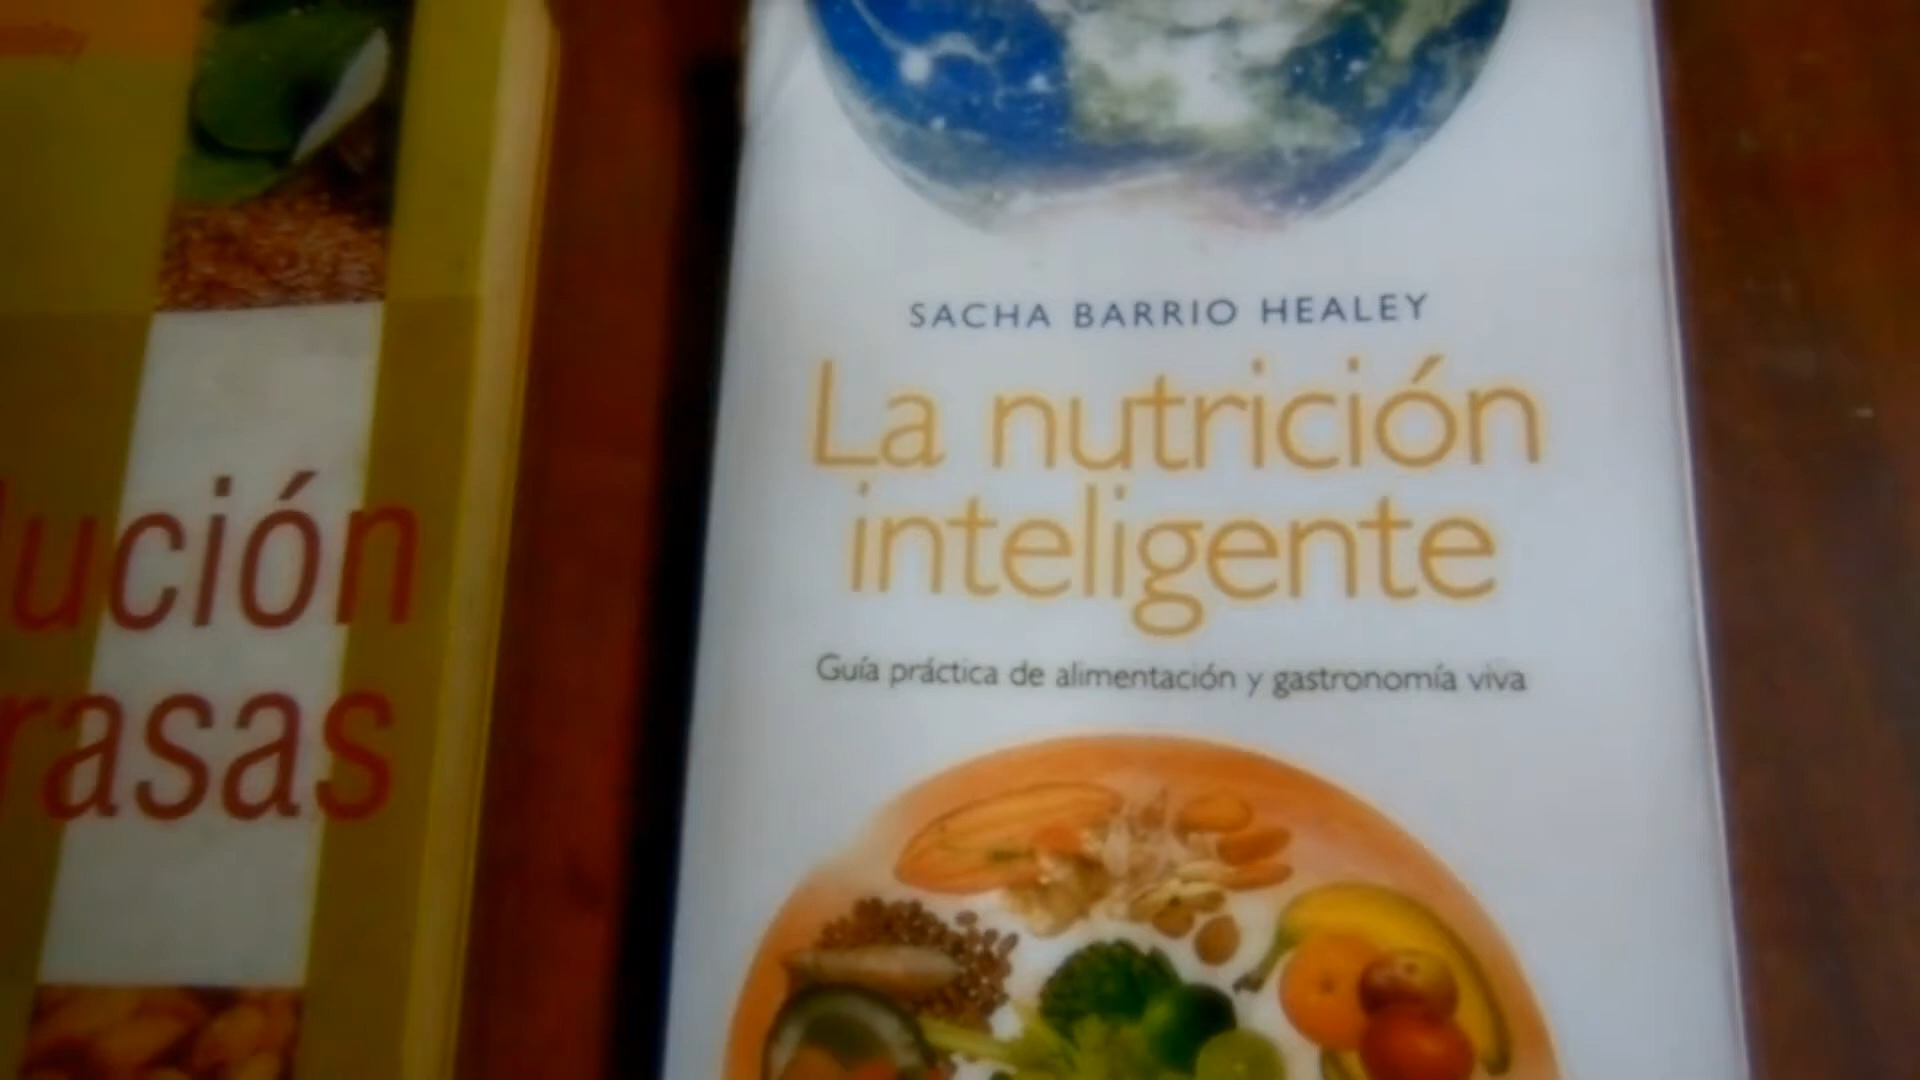 lución
rasas
SACHA BARRIO HEALEY
La nutrición
inteligente
Guía práctica de alimentación y gastronomía viva